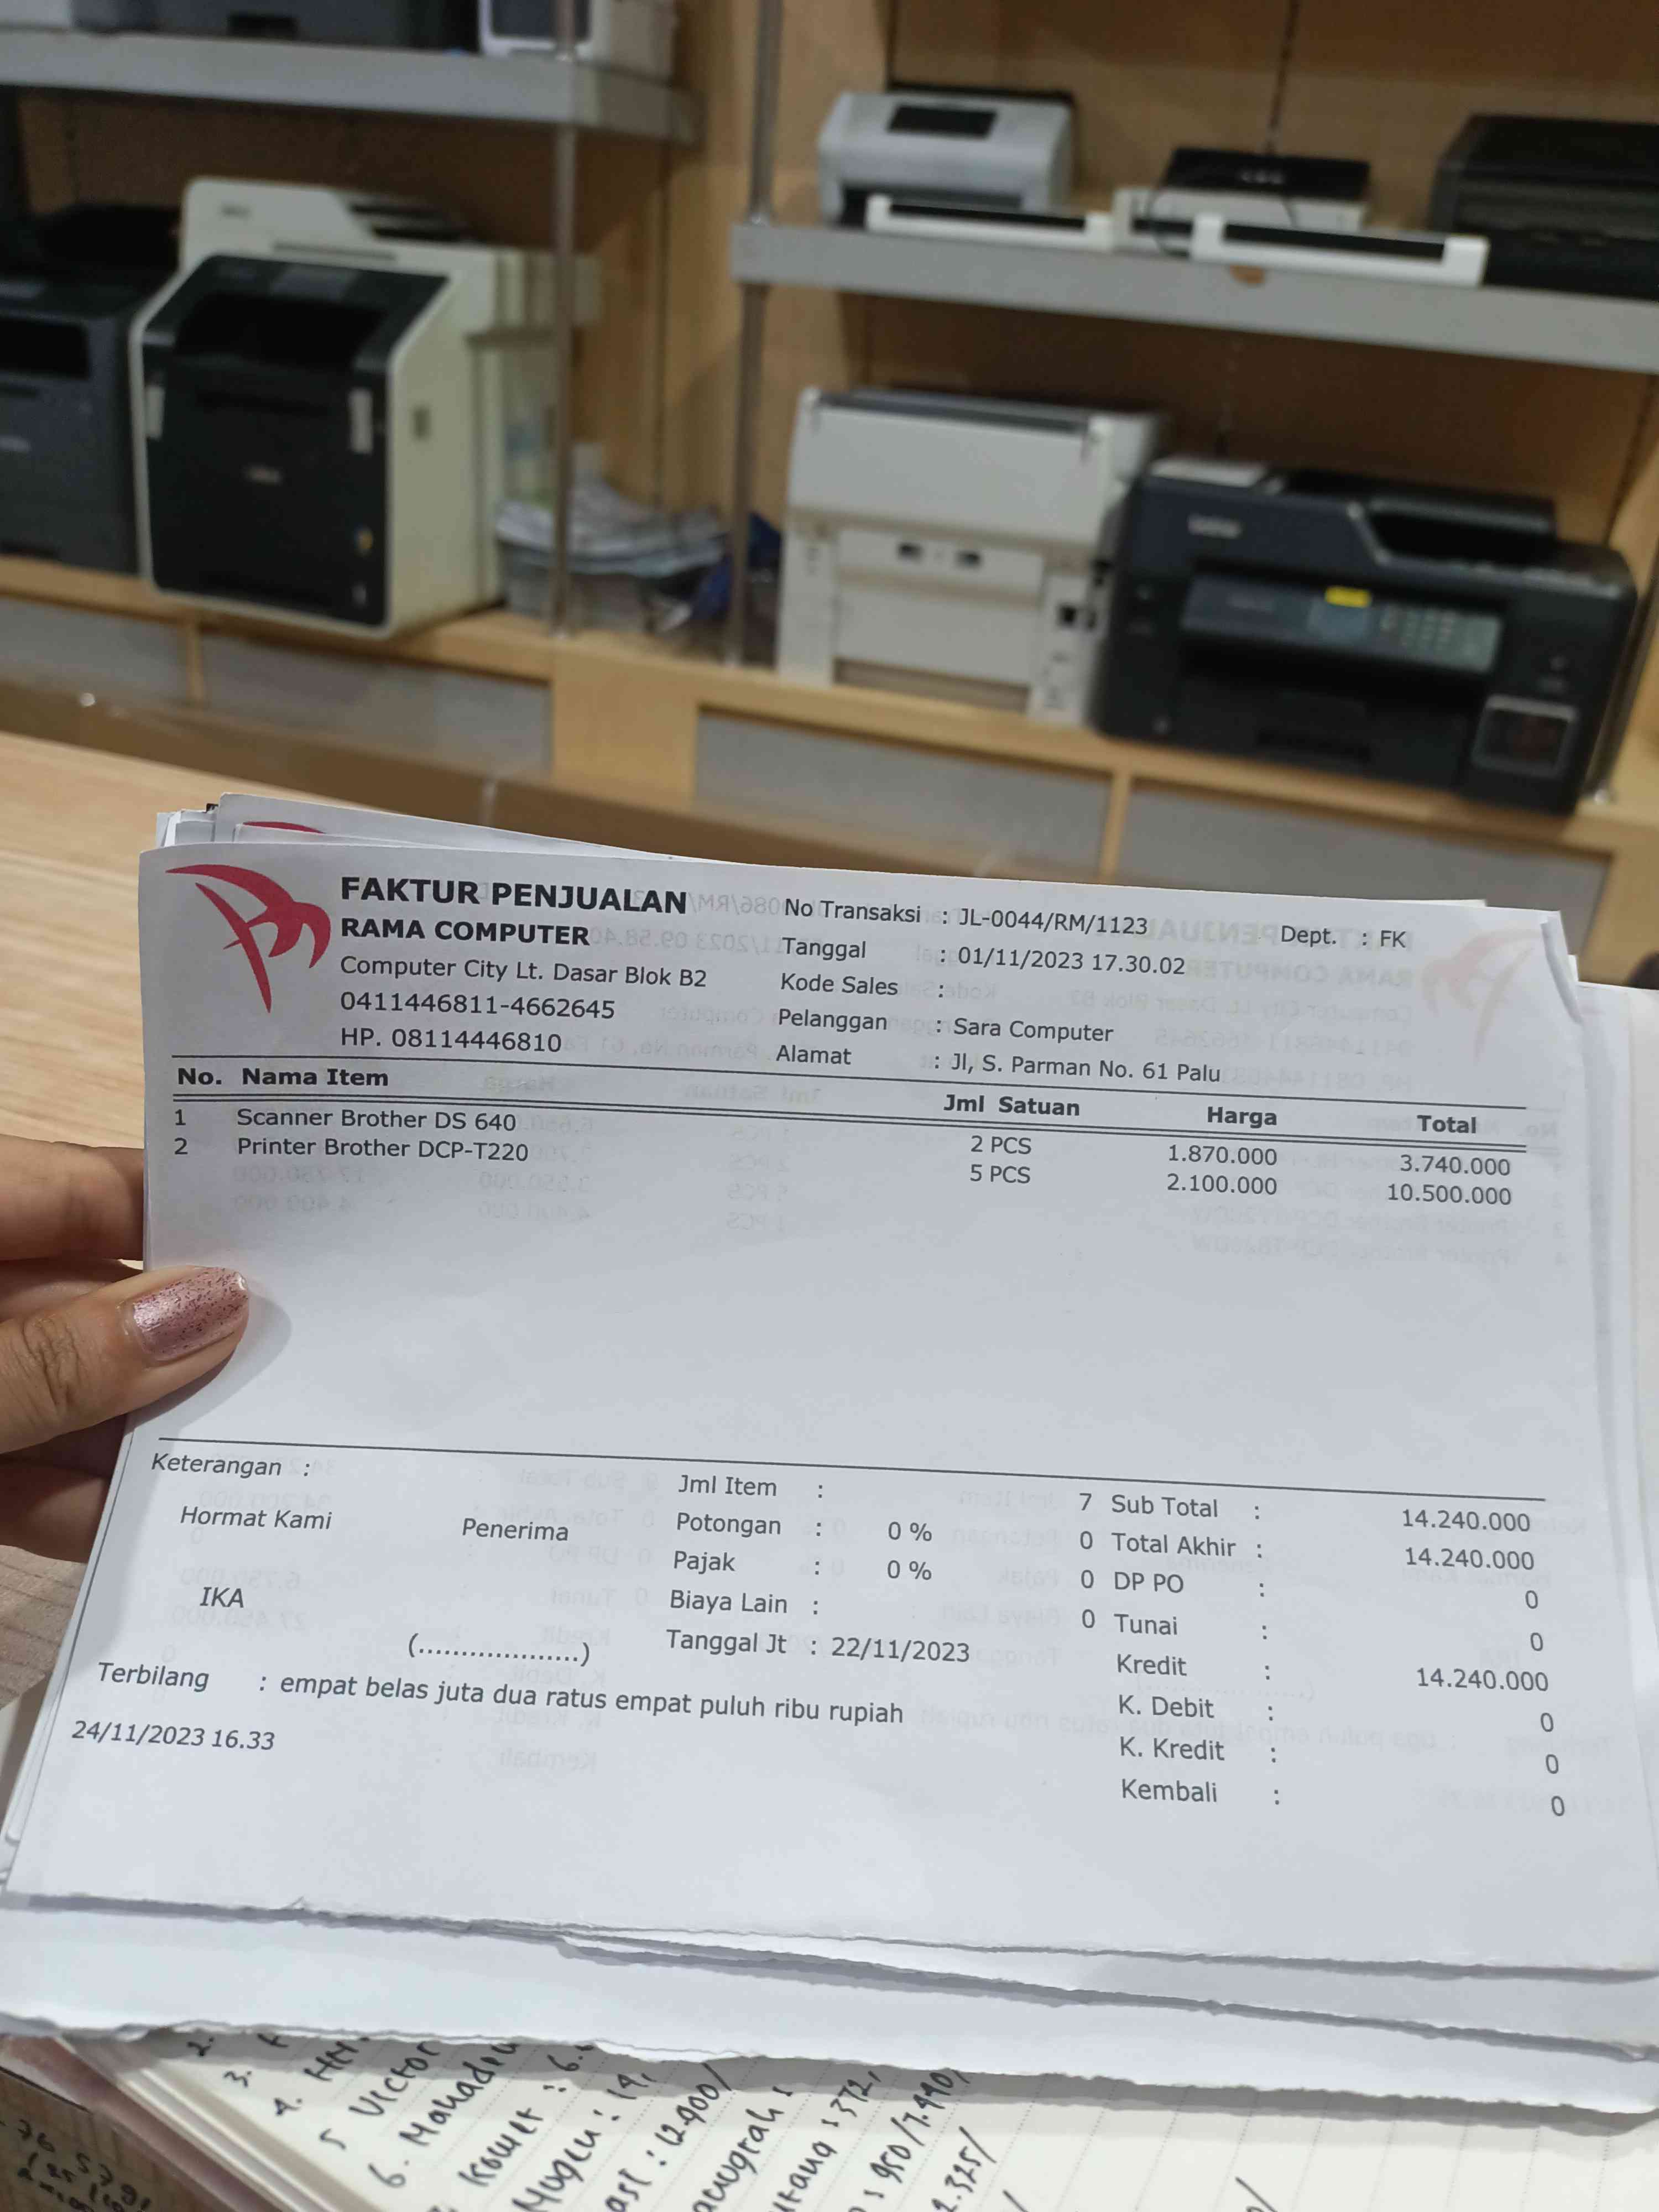 FAKTUR PENJUALAN
RAMA COMPUTER
Computer City Lt. Dasar Blok B2
0411446811-4662645
HP. 08114446810
No Transaksi : JL-0044/RM/1123
Dept. : FK
Tanggal : 01/11/2023 17.30.02
Kode Sales :
Pelanggan : Sara Computer
Alamat : Jl, S. Parman No. 61 Palu
No. Nama Item Jml Satuan Harga Total
1 Scanner Brother DS 640 2 PCS 1.870.000 3.740.000
2 Printer Brother DCP-T220 5 PCS 2.100.000 10.500.000
Keterangan :
Hormat Kami
Penerima
IKA
(...................)
Jml Item : 7
Potongan : 0 % 0
Pajak : 0 % 0
Biaya Lain : 0
Tanggal Jt : 22/11/2023
Sub Total : 14.240.000
Total Akhir : 14.240.000
DP PO : 0
Tunai : 0
Kredit : 14.240.000
K. Debit : 0
K. Kredit : 0
Kembali : 0
Terbilang : empat belas juta dua ratus empat puluh ribu rupiah
24/11/2023 16.33
2.
3.
4.
5 Victor
6.